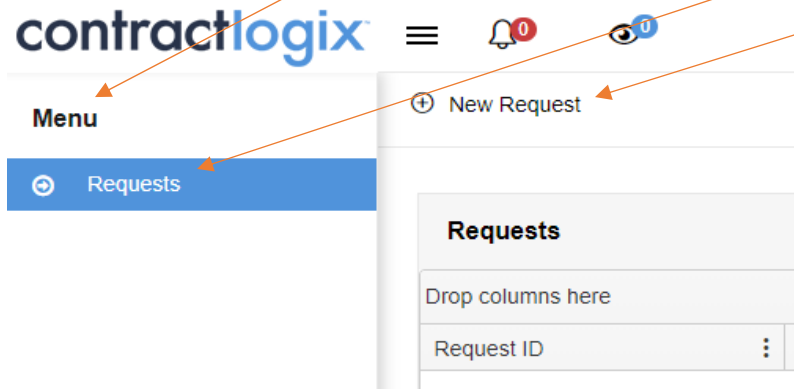 contractlogix
0
0
Menu
New Request
Requests
Requests
Drop columns here
Request ID